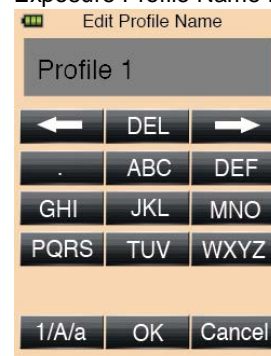 Exposure Profile Name
Edit Profile Name
Profile 1
← DEL →
. ABC DEF
GHI JKL MNO
PQRS TUV WXYZ
1/A/a OK Cancel